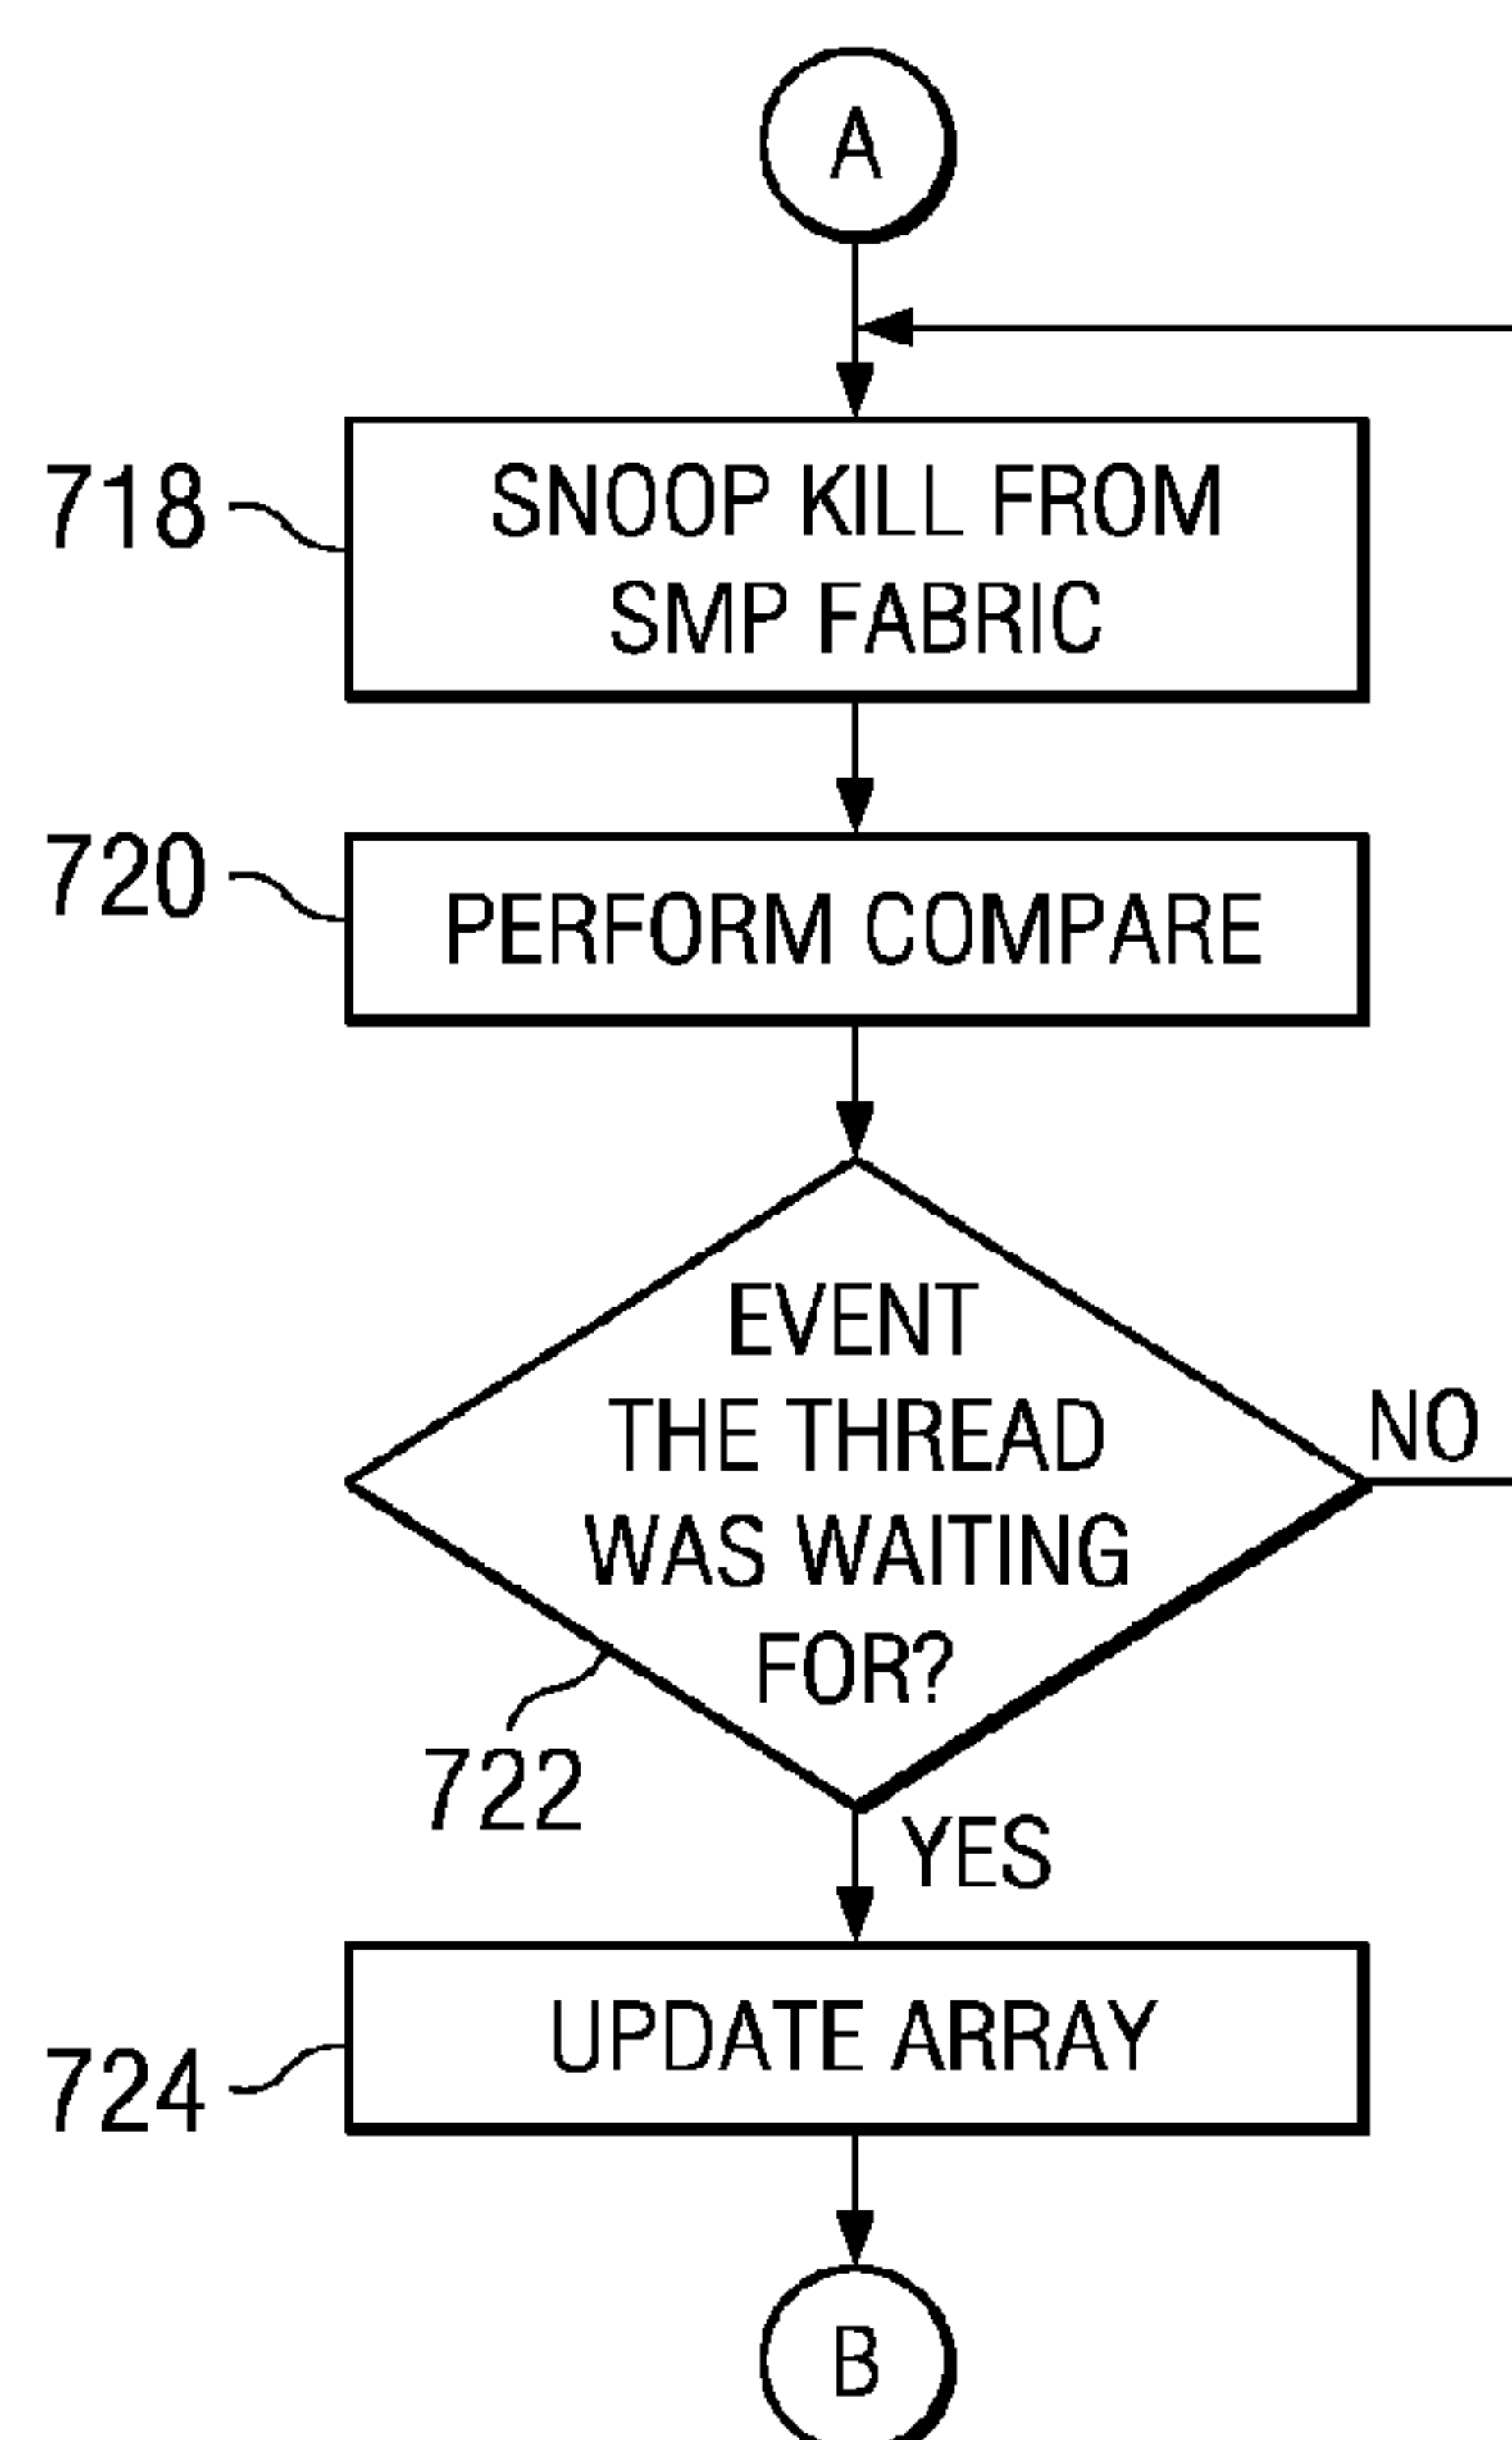 A
718
SNOOP KILL FROM
SMP FABRIC
720
PERFORM COMPARE
EVENT
THE THREAD
WAS WAITING
FOR?
NO
722
YES
724
UPDATE ARRAY
B